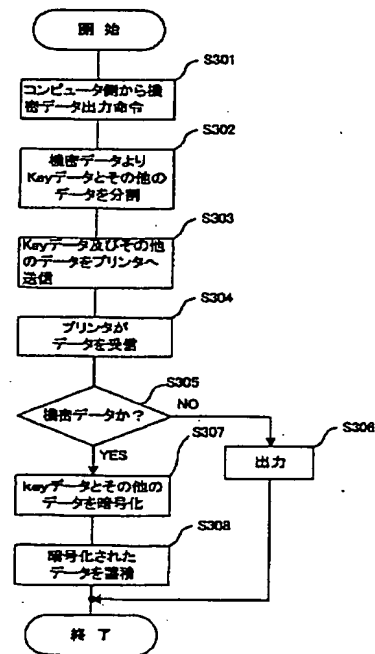 開始
S301
コンピュータ側から機
密データ出力命令
S302
機密データより
Keyデータとその他の
データを分割
S303
Keyデータ及びその他
のデータをプリンタへ
送信
S304
プリンタが
データを受信
S305
機密データか？
NO
YES
S306
出力
S307
keyデータとその他の
データを暗号化
S308
暗号化された
データを蓄積
終了